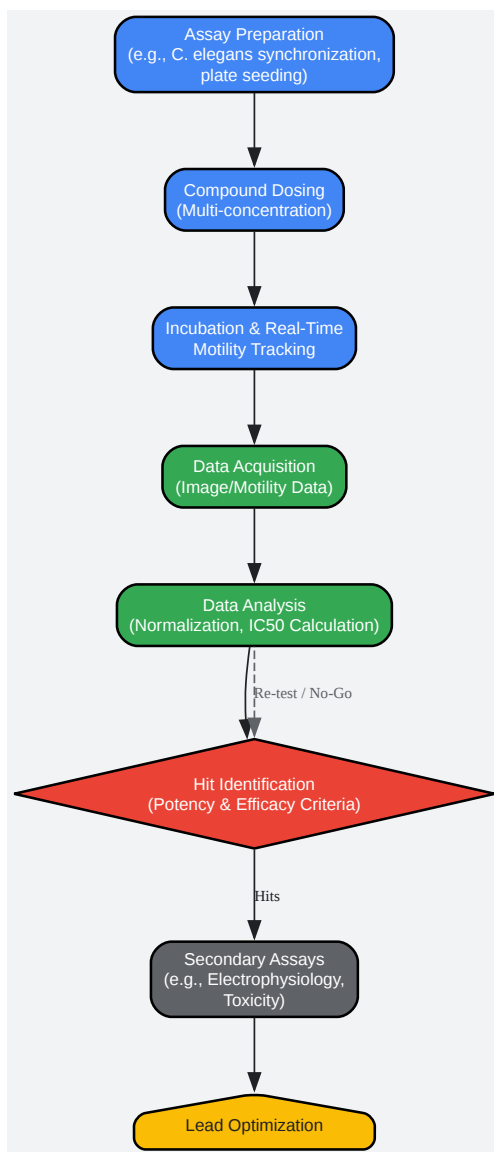 Assay Preparation
(e.g., C. elegans synchronization,
plate seeding)
Compound Dosing
(Multi-concentration)
Incubation & Real-Time
Motility Tracking
Data Acquisition
(Image/Motility Data)
Data Analysis
(Normalization, IC50 Calculation)
Re-test / No-Go
Hit Identification
(Potency & Efficacy Criteria)
Hits
Secondary Assays
(e.g., Electrophysiology,
Toxicity)
Lead Optimization